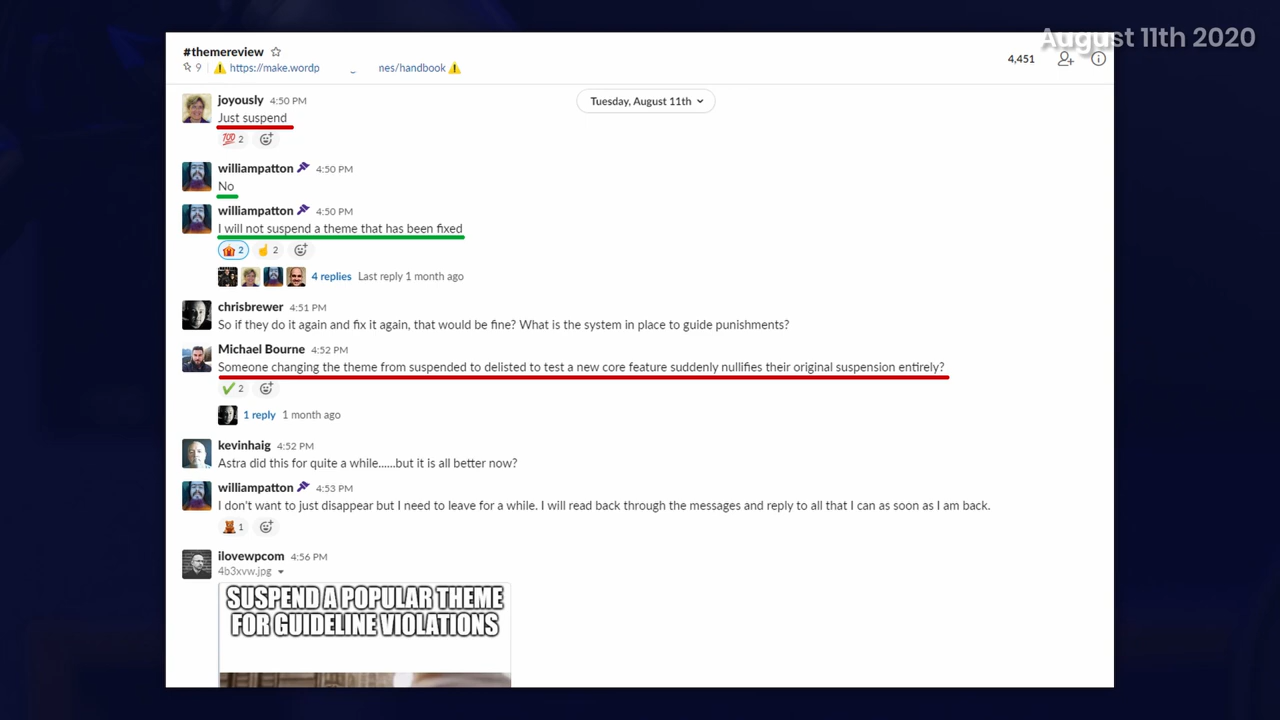 August 11th 2020
#themereview
4,451
9 | https://make.wordp nes/handbook
Tuesday, August 11th
joyously 4:50 PM
Just suspend
100 2
williampatton 4:50 PM
No
williampatton 4:50 PM
I will not suspend a theme that has been fixed
2 2
4 replies Last reply 1 month ago
chrisbrewer 4:51 PM
So if they do it again and fix it again, that would be fine? What is the system in place to guide punishments?
Michael Bourne 4:52 PM
Someone changing the theme from suspended to delisted to test a new core feature suddenly nullifies their original suspension entirely?
2
1 reply 1 month ago
kevinhaig 4:52 PM
Astra did this for quite a while......but it is all better now?
williampatton 4:53 PM
I don't want to just disappear but I need to leave for a while. I will read back through the messages and reply to all that I can as soon as I am back.
1
ilovewpcom 4:56 PM
4b3xvw.jpg
SUSPEND A POPULAR THEME
FOR GUIDELINE VIOLATIONS